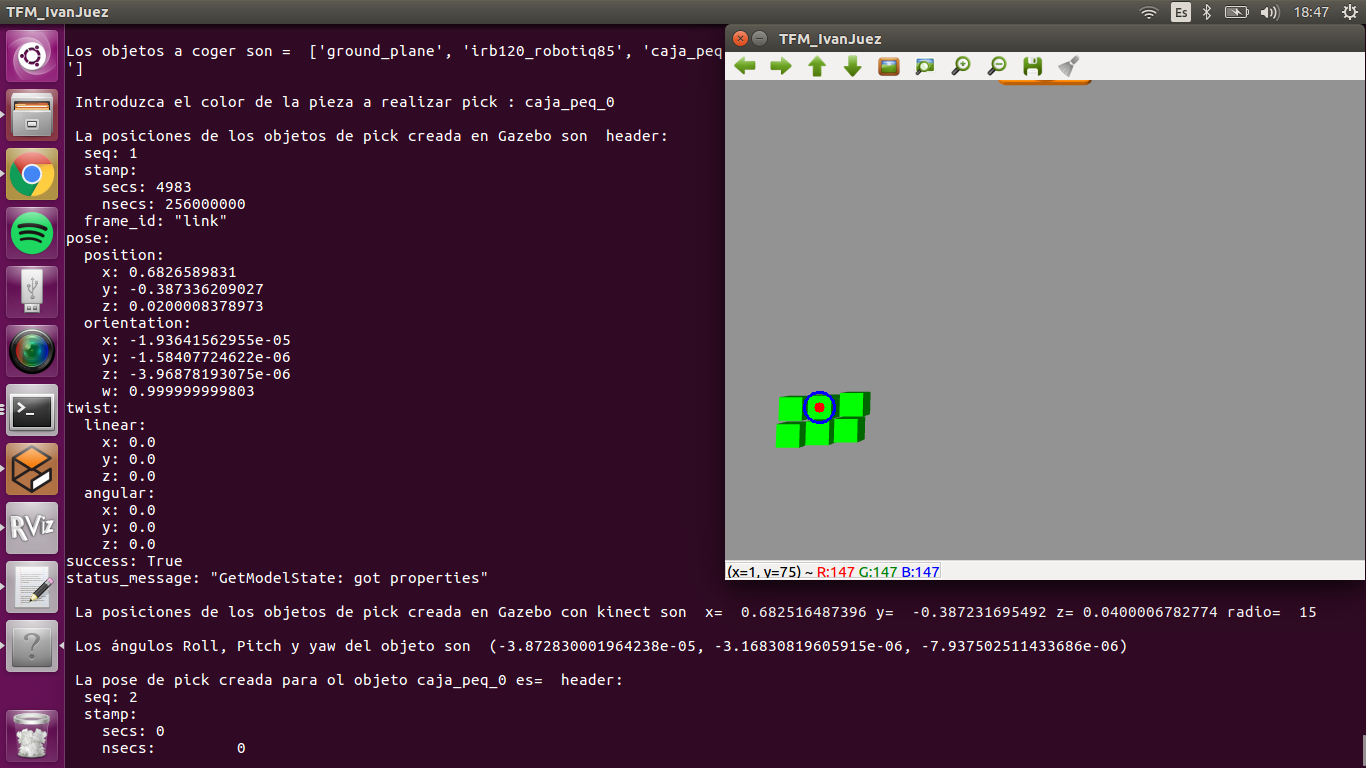 TFM_IvanJuez
Es
18:47
Los objetos a coger son =  ['ground_plane', 'irb120_robotiq85', 'caja_peq
']
Introduzca el color de la pieza a realizar pick : caja_peq_0
La posiciones de los objetos de pick creada en Gazebo son  header:
seq: 1
stamp:
secs: 4983
nsecs: 256000000
frame_id: "link"
pose:
position:
x: 0.6826589831
y: -0.387336209027
z: 0.0200008378973
orientation:
x: -1.93641562955e-05
y: -1.58407724622e-06
z: -3.96878193075e-06
w: 0.999999999803
twist:
linear:
x: 0.0
y: 0.0
z: 0.0
angular:
x: 0.0
y: 0.0
z: 0.0
success: True
status_message: "GetModelState: got properties"
La posiciones de los objetos de pick creada en Gazebo con kinect son  x=  0.682516487396 y=  -0.387231695492 z= 0.0400006782774 radio=  15
Los ángulos Roll, Pitch y yaw del objeto son  (-3.872830001964238e-05, -3.16830819605915e-06, -7.937502511433686e-06)
La pose de pick creada para ol objeto caja_peq_0 es=  header:
seq: 2
stamp:
secs: 0
nsecs:         0
TFM_IvanJuez
(x=1, y=75) ~ R:147 G:147 B:147
>_
RViz
?